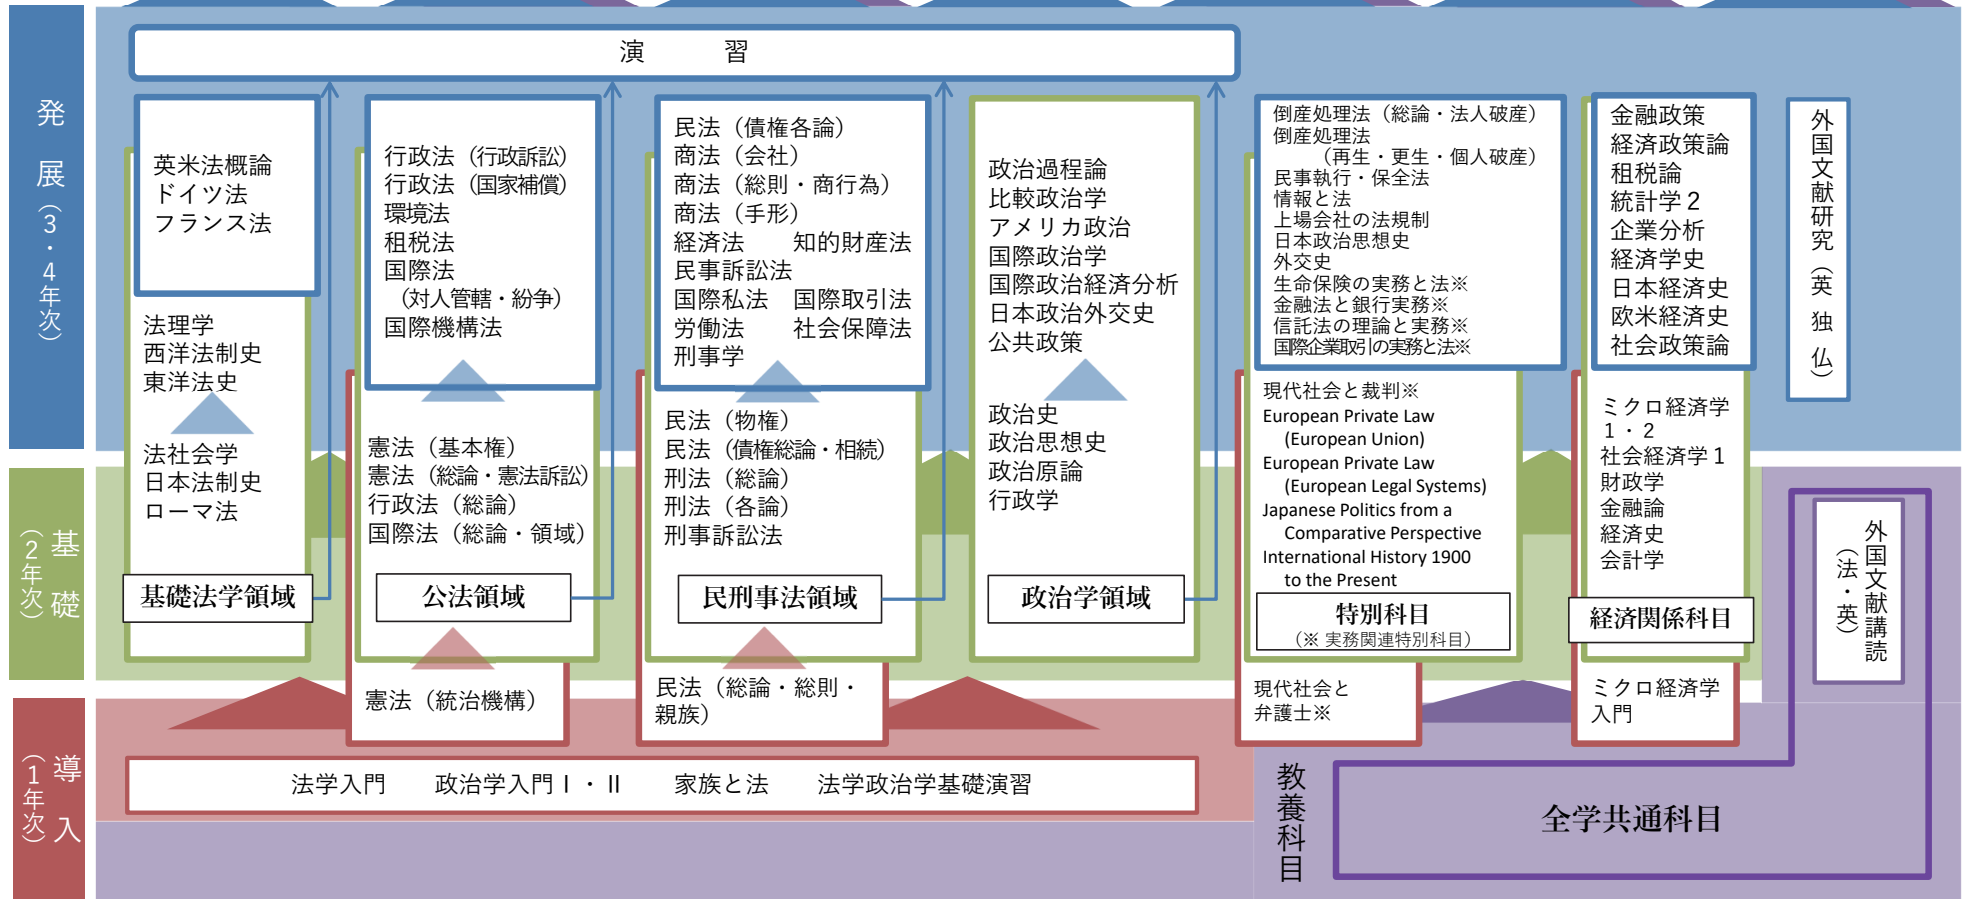 発展（3・4年次）
演　　習
英米法概論
ドイツ法
フランス法
法理学
西洋法制史
東洋法史
法社会学
日本法制史
ローマ法
基礎法学領域
行政法（行政訴訟）
行政法（国家補償）
環境法
租税法
国際法
（対人管轄・紛争）
国際機構法
憲法（基本権）
憲法（総論・憲法訴訟）
行政法（総論）
国際法（総論・領域）
公法領域
憲法（統治機構）
民法（債権各論）
商法（会社）
商法（総則・商行為）
商法（手形）
経済法　　知的財産法
民事訴訟法
国際私法　国際取引法
労働法　　社会保障法
刑事学
民法（物権）
民法（債権総論・相続）
刑法（総論）
刑法（各論）
刑事訴訟法
民刑事法領域
民法（総論・総則・
親族）
政治過程論
比較政治学
アメリカ政治
国際政治学
国際政治経済分析
日本政治外交史
公共政策
政治史
政治思想史
政治原論
行政学
政治学領域
倒産処理法（総論・法人破産）
倒産処理法
（再生・更生・個人破産）
民事執行・保全法
情報と法
上場会社の法規制
日本政治思想史
外交史
生命保険の実務と法※
金融法と銀行実務※
信託法の理論と実務※
国際企業取引の実務と法※
現代社会と裁判※
European Private Law
(European Union)
European Private Law
(European Legal Systems)
Japanese Politics from a
Comparative Perspective
International History 1900
to the Present
特別科目
（※ 実務関連特別科目）
現代社会と
弁護士※
金融政策
経済政策論
租税論
統計学２
企業分析
経済学史
日本経済史
欧米経済史
社会政策論
ミクロ経済学
１・２
社会経済学１
財政学
金融論
経済史
会計学
経済関係科目
ミクロ経済学
入門
外国文献研究（英　独　仏）
基礎
（2年次）
外国文献講読
（法・英）
導入
（1年次）
法学入門　　政治学入門Ⅰ・Ⅱ　　家族と法　　法学政治学基礎演習
教養科目
全学共通科目